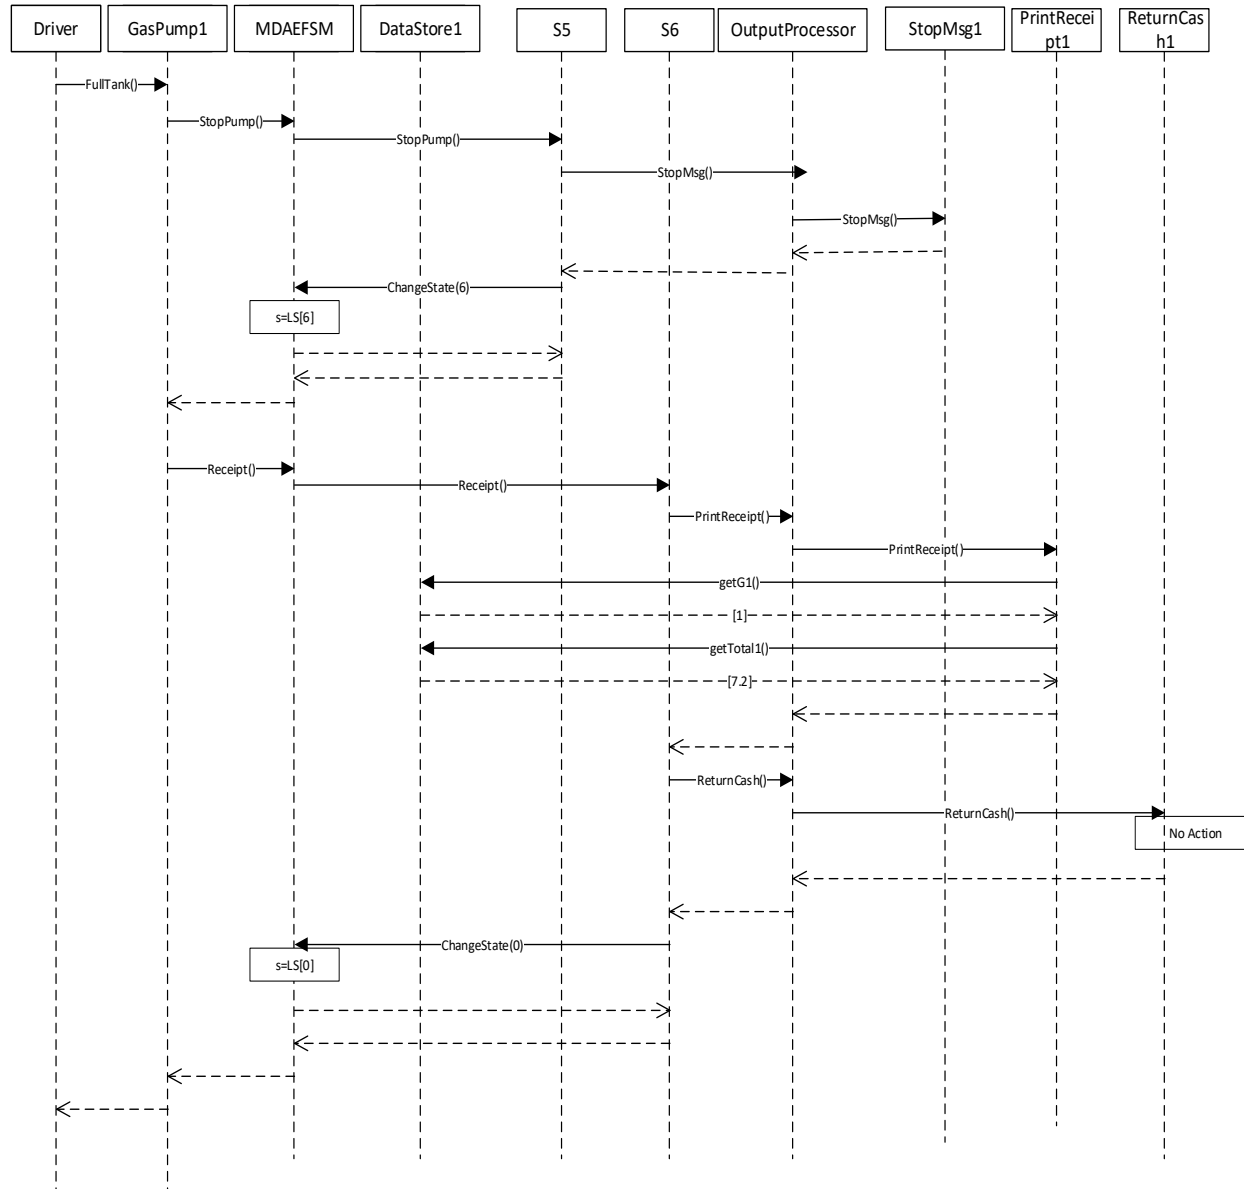 Driver
GasPump1
MDAEFSM
DataStore1
S5
S6
OutputProcessor
StopMsg1
PrintRecei
pt1
ReturnCas
h1
FullTank()
StopPump()
StopPump()
StopMsg()
StopMsg()
ChangeState(6)
s=LS[6]
Receipt()
Receipt()
PrintReceipt()
PrintReceipt()
getG1()
[1]
getTotal1()
[7.2]
ReturnCash()
ReturnCash()
No Action
ChangeState(0)
s=LS[0]